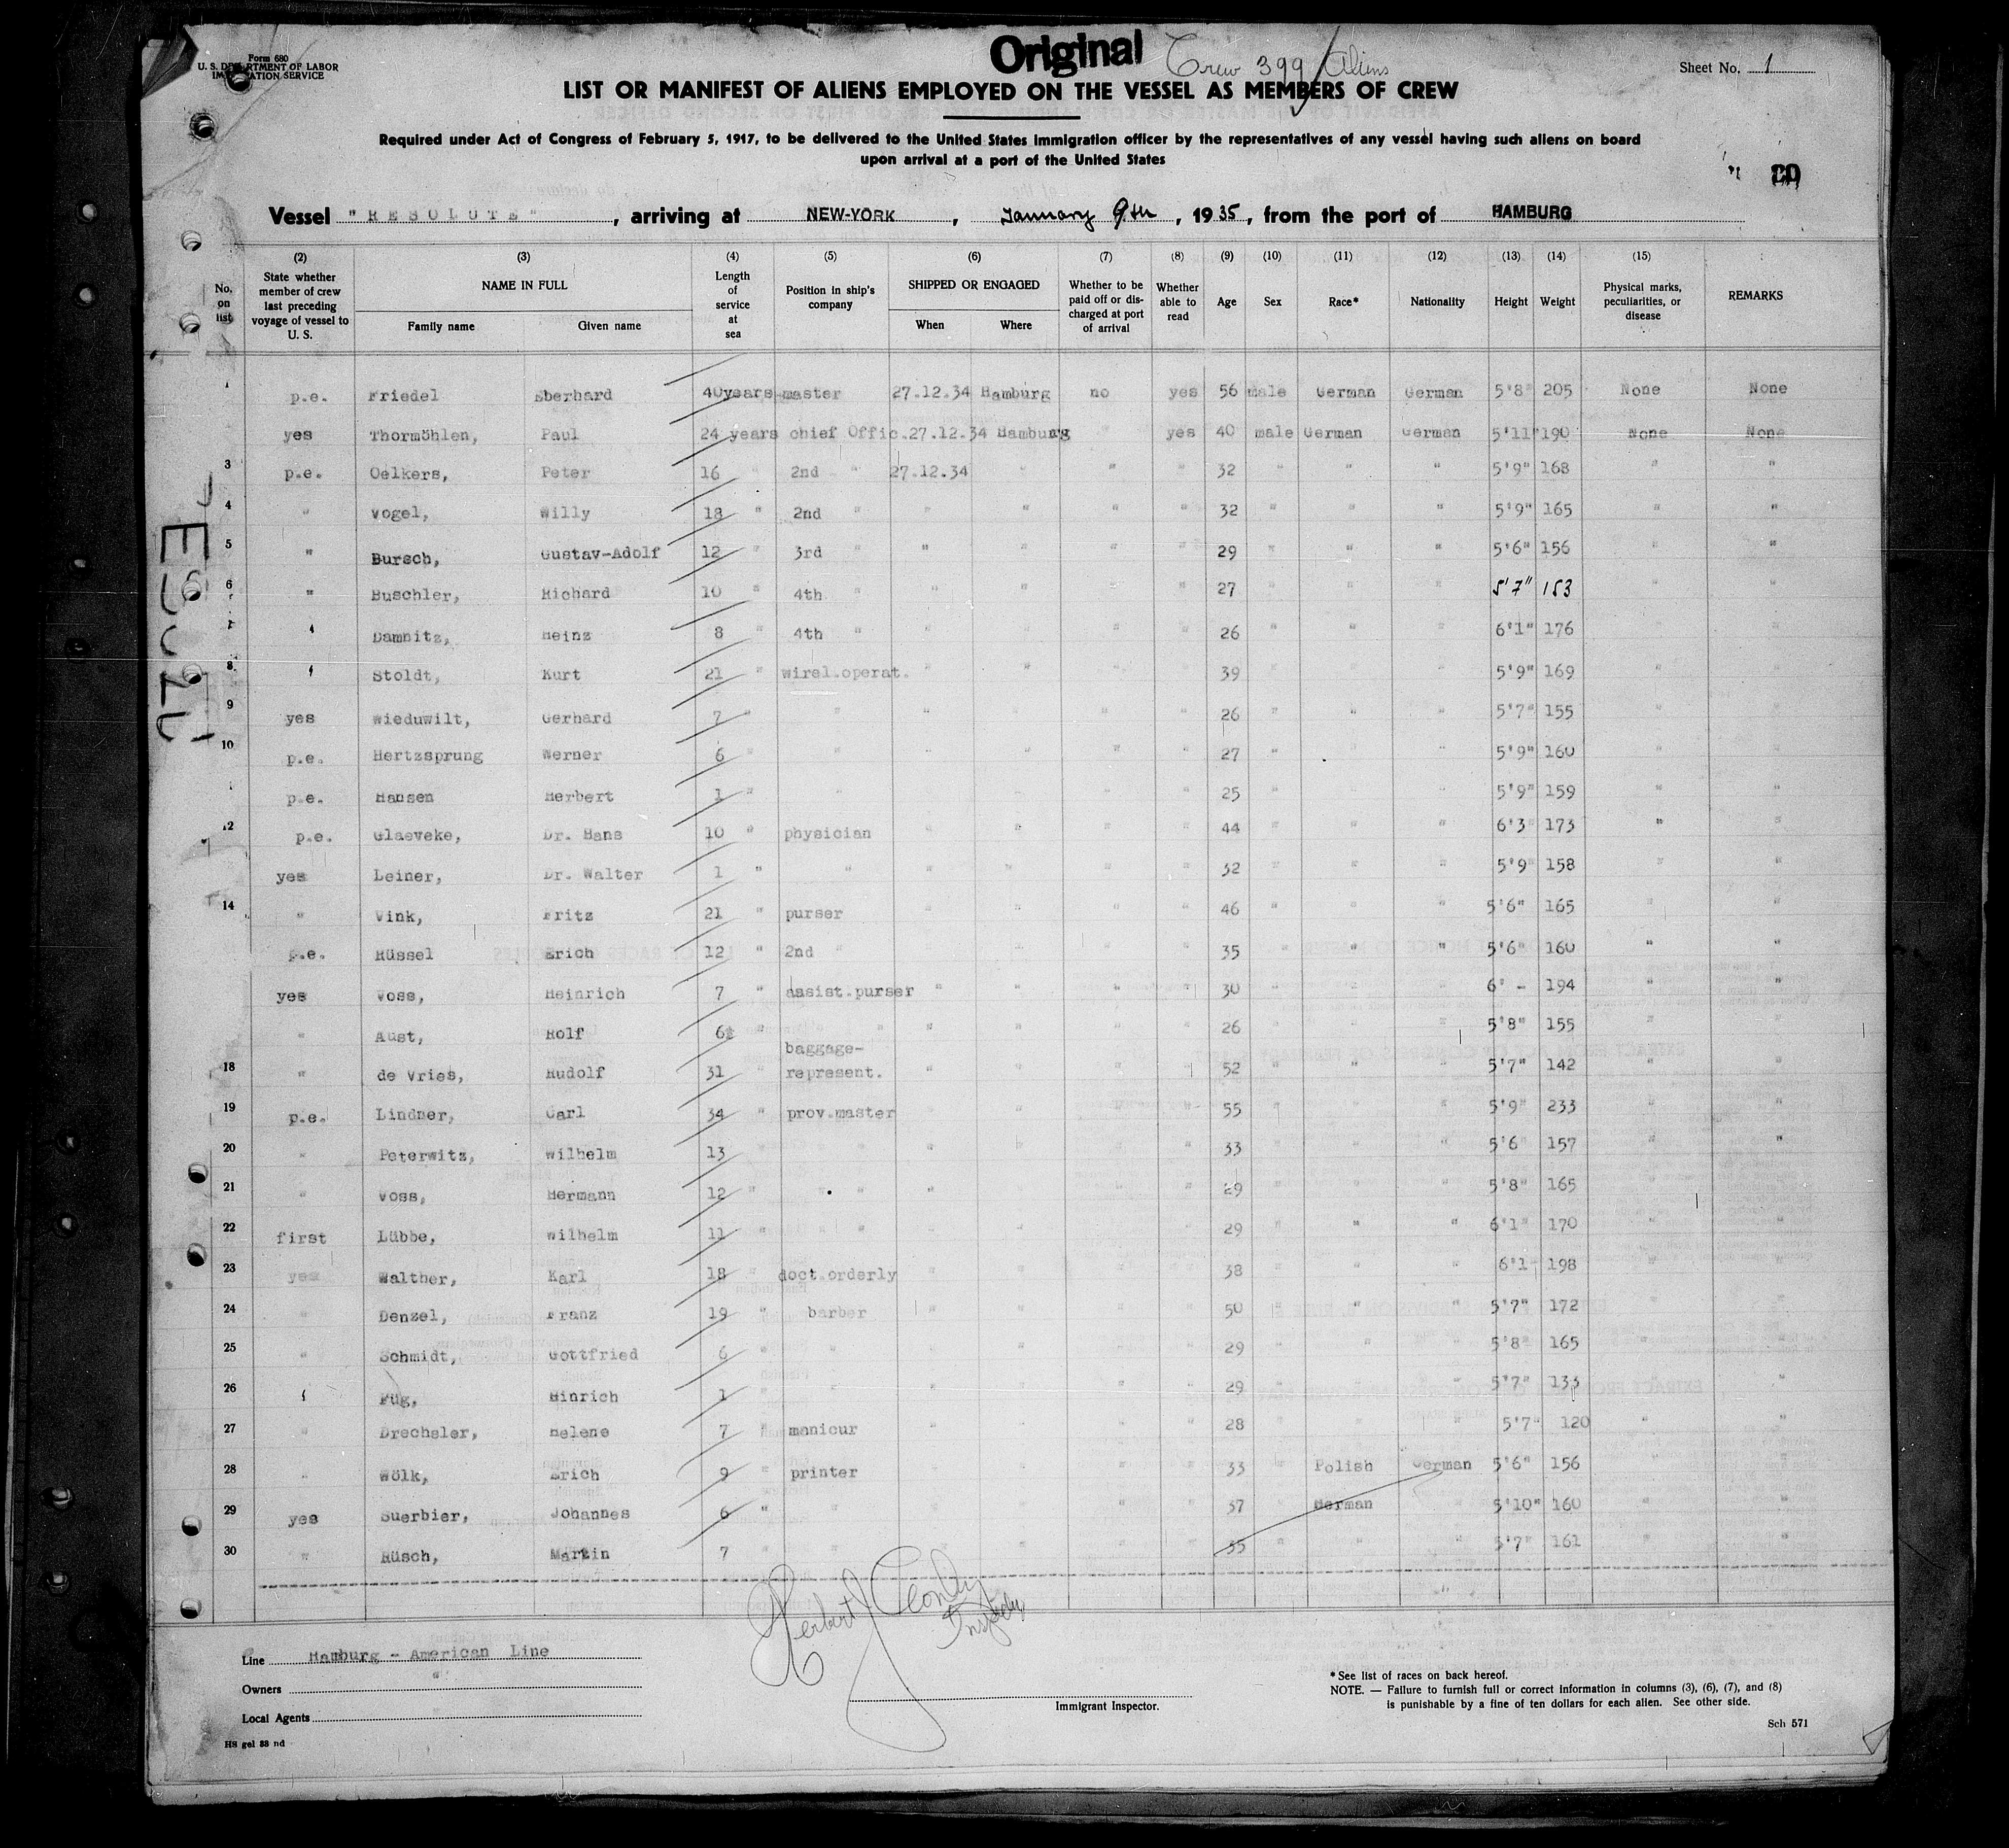 Form 680
U. S. DEPARTMENT OF LABOR
IMMIGRATION SERVICE
Original
Crew 399 Aliens
Sheet No. 1
LIST OR MANIFEST OF ALIENS EMPLOYED ON THE VESSEL AS MEMBERS OF CREW
Required under Act of Congress of February 5, 1917, to be delivered to the United States immigration officer by the representatives of any vessel having such aliens on board
upon arrival at a port of the United States
Vessel "RESOLUTE", arriving at NEW-YORK, January 9th, 1935, from the port of HAMBURG
No. on list
(2) State whether member of crew last preceding voyage of vessel to U. S.
(3) NAME IN FULL Family name Given name
(4) Length of service at sea
(5) Position in ship's company
(6) SHIPPED OR ENGAGED When Where
(7) Whether to be paid off or discharged at port of arrival
(8) Whether able to read
(9) Age
(10) Sex
(11) Race*
(12) Nationality
(13) Height
(14) Weight
(15) Physical marks, peculiarities, or disease
REMARKS
p.e. Friedel Eberhard 40years master 27.12.34 Hamburg no yes 56 male German German 5'8" 205 None None
yes Thormöhlen, Paul 24 years chief Offic. 27.12.34 Hamburg " yes 40 male German German 5'11" 190 None None
3 p.e. Oelkers, Peter 16 " 2nd " 27.12.34 " " " 32 " " " 5'9" 168 " "
4 " Vogel, Willy 18 " 2nd " " " " " 32 " " " 5'9" 165 " "
5 " Bursch, Gustav-Adolf 12 " 3rd " " " " " 29 " " " 5'6" 156 " "
6 " Buschler, Richard 10 " 4th " " " " 27 " " " 5'7" 153 " "
" Damnitz, Heinz 8 " 4th " " " " " 26 " " " 6'1" 176 " "
8 " Stoldt, Kurt 21 " wirel.operat. " " " " 39 " " " 5'9" 169 " "
9 yes Wieduwilt, Gerhard 7 " " " " " " 26 " " " 5'7" 155 " "
10 p.e. Hertzsprung Werner 6 " " " " " " 27 " " 5'9" 160 " "
p.e. Hansen Herbert 1 " " " " " 25 " " " 5'9" 159 " "
12 p.e. Glaeveke, Dr. Hans 10 " physician " " " " 44 " " " 6'3" 173 " "
yes Leiner, Dr. Walter 1 " " " " " " 32 " " " 5'9 158 " "
14 " Vink, Fritz 21 " purser " " " " 46 " " " 5'6" 165 " "
p.e. Rüssel Erich 12 " 2nd " " " " " 35 " " " 5'6" 160 " "
yes Voss, Heinrich 7 " assist.purser " " " " 30 " " " 6' - 194 " "
" Aust, Rolf 6 " " " " " " 26 " " " 5'8" 155 " "
18 " de Vries, Rudolf 31 " baggage-
represent. " " " " 52 " " " 5'7" 142 " "
19 p.e. Lindner, Carl 34 " prov.master " " " 55 " " " 5'9" 233 " "
20 " Peterwitz, Wilhelm 13 " " " " " " 33 " " " 5'6 157 " "
21 " Voss, Hermann 12 " " " " " " 29 " " " 5'8" 165 " "
22 first Lübbe, Wilhelm 11 " " " " " 29 " " " 6'1" 170 " "
23 yes Walther, Karl 18 " doct.orderly " " " " 38 " " " 6'1" 198 " "
24 " Denzel, Franz 19 " barber " " " " 50 " " " 5'7" 172 " "
25 " Schmidt, Gottfried 6 " " " " " 29 " " " 5'8" 165 " "
26 " Füg, Hinrich 1 " " " " " " 29 " " " 5'7" 133 " "
27 " Drechsler, Helene 7 " manicur " " " " 28 " " " 5'7" 120 " "
28 " Wölk, Erich 9 " printer " " " " 33 " Polish German 5'6" 156 " "
29 yes Suerbier, Johannes 6 " " " " " " 37 " German " 5'10" 160 " "
30 " Rüsch, Martin 7 " " " " " " 35 " " " 5'7" 161 " "
Line Hamburg - American Line
Owners "
Local Agents
HS gel 88 nd
Immigrant Inspector.
*See list of races on back hereof.
NOTE. — Failure to furnish full or correct information in columns (3), (6), (7), and (8)
is punishable by a fine of ten dollars for each alien. See other side.
Sch 571